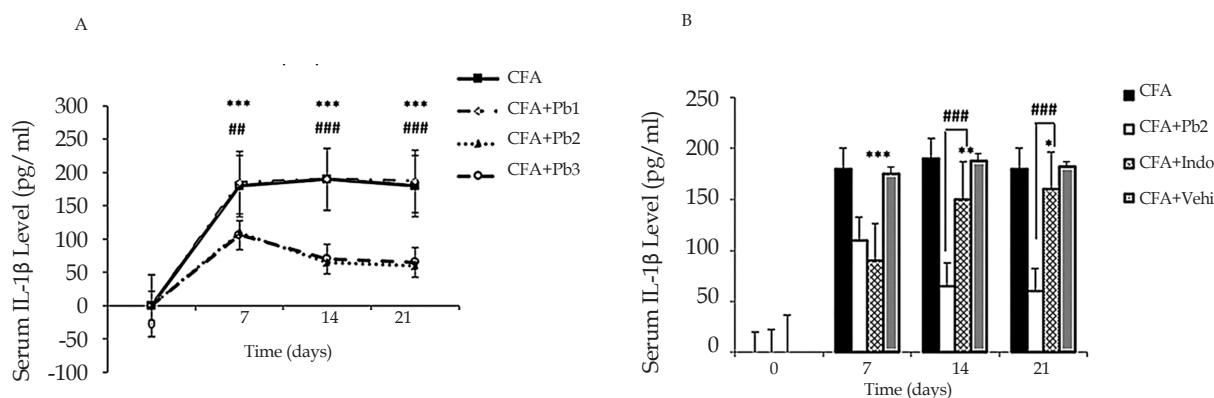 A
CFA
CFA+Pb1
CFA+Pb2
CFA+Pb3
*** *** ***
## ### ###
300
250
200
150
100
50
0
-50
-100
7 14 21
Time (days)
Serum IL-1β Level (pg/ml)
B
CFA
CFA+Pb2
CFA+Indo
CFA+Vehi
### ###
*** ** *
250
200
150
100
50
0
0 7 14 21
Time (days)
Serum IL-1β Level (pg/ml)